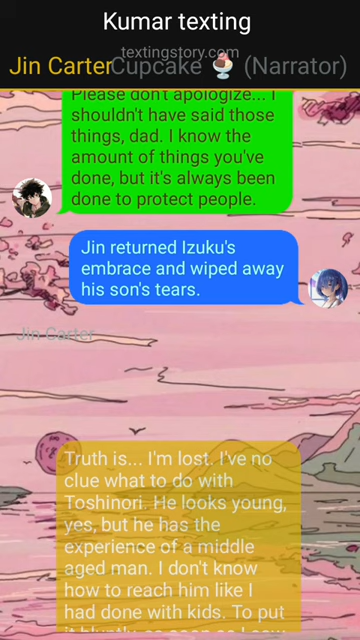 Kumar texting
textingstory.com
Jin Carter Cupcake 🍨 (Narrator)
Please don't apologize... I
shouldn't have said those
things, dad. I know the
amount of things you've
done, but it's always been
done to protect people.
Jin returned Izuku's
embrace and wiped away
his son's tears.
Jin Carter
Truth is... I'm lost. I've no
clue what to do with
Toshinori. He looks young,
yes, but he has the
experience of a middle
aged man. I don't know
how to reach him like I
had done with kids. To put
it bluntly